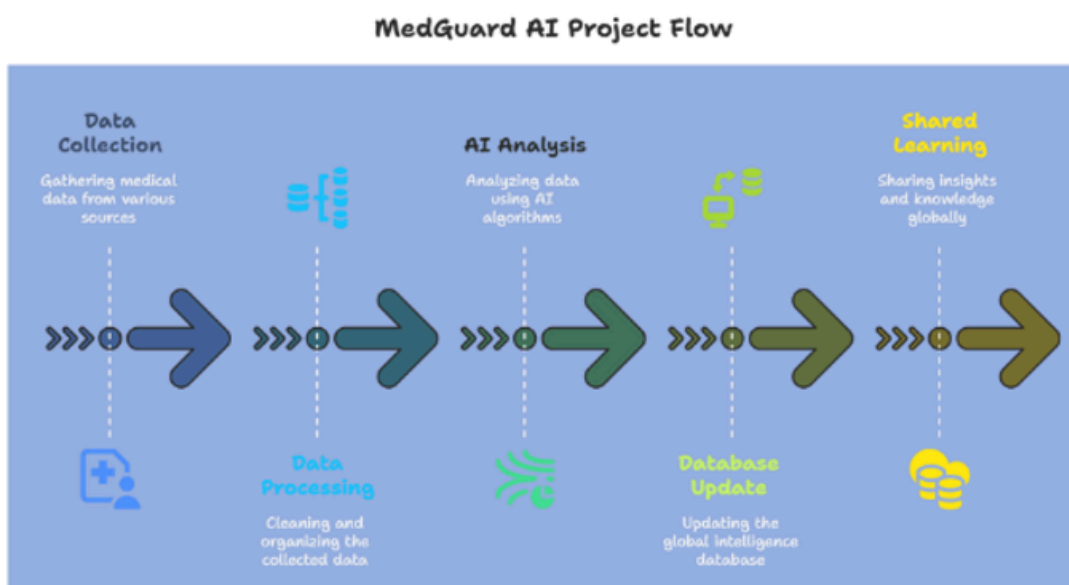 MedGuard AI Project Flow
Data
Collection
Gathering medical
data from various
sources
Data
Processing
Cleaning and
organizing the
collected data
AI Analysis
Analyzing data
using AI
algorithms
Database
Update
Updating the
global intelligence
database
Shared
Learning
Sharing insights
and knowledge
globally